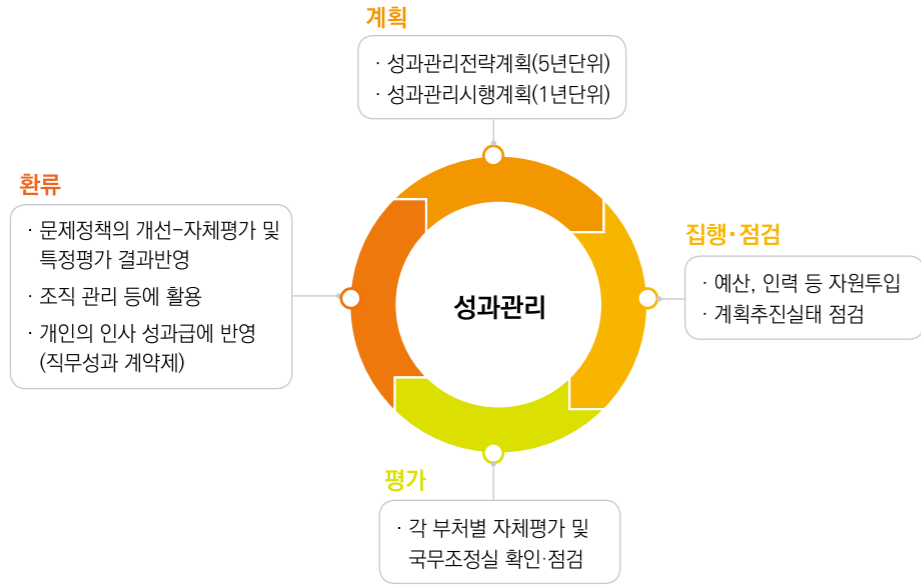 계획
· 성과관리전략계획(5년단위)
· 성과관리시행계획(1년단위)
환류
· 문제정책의 개선-자체평가 및
특정평가 결과반영
· 조직 관리 등에 활용
· 개인의 인사 성과급에 반영
(직무성과 계약제)
성과관리
집행·점검
· 예산, 인력 등 자원투입
· 계획추진실태 점검
평가
· 각 부처별 자체평가 및
국무조정실 확인·점검